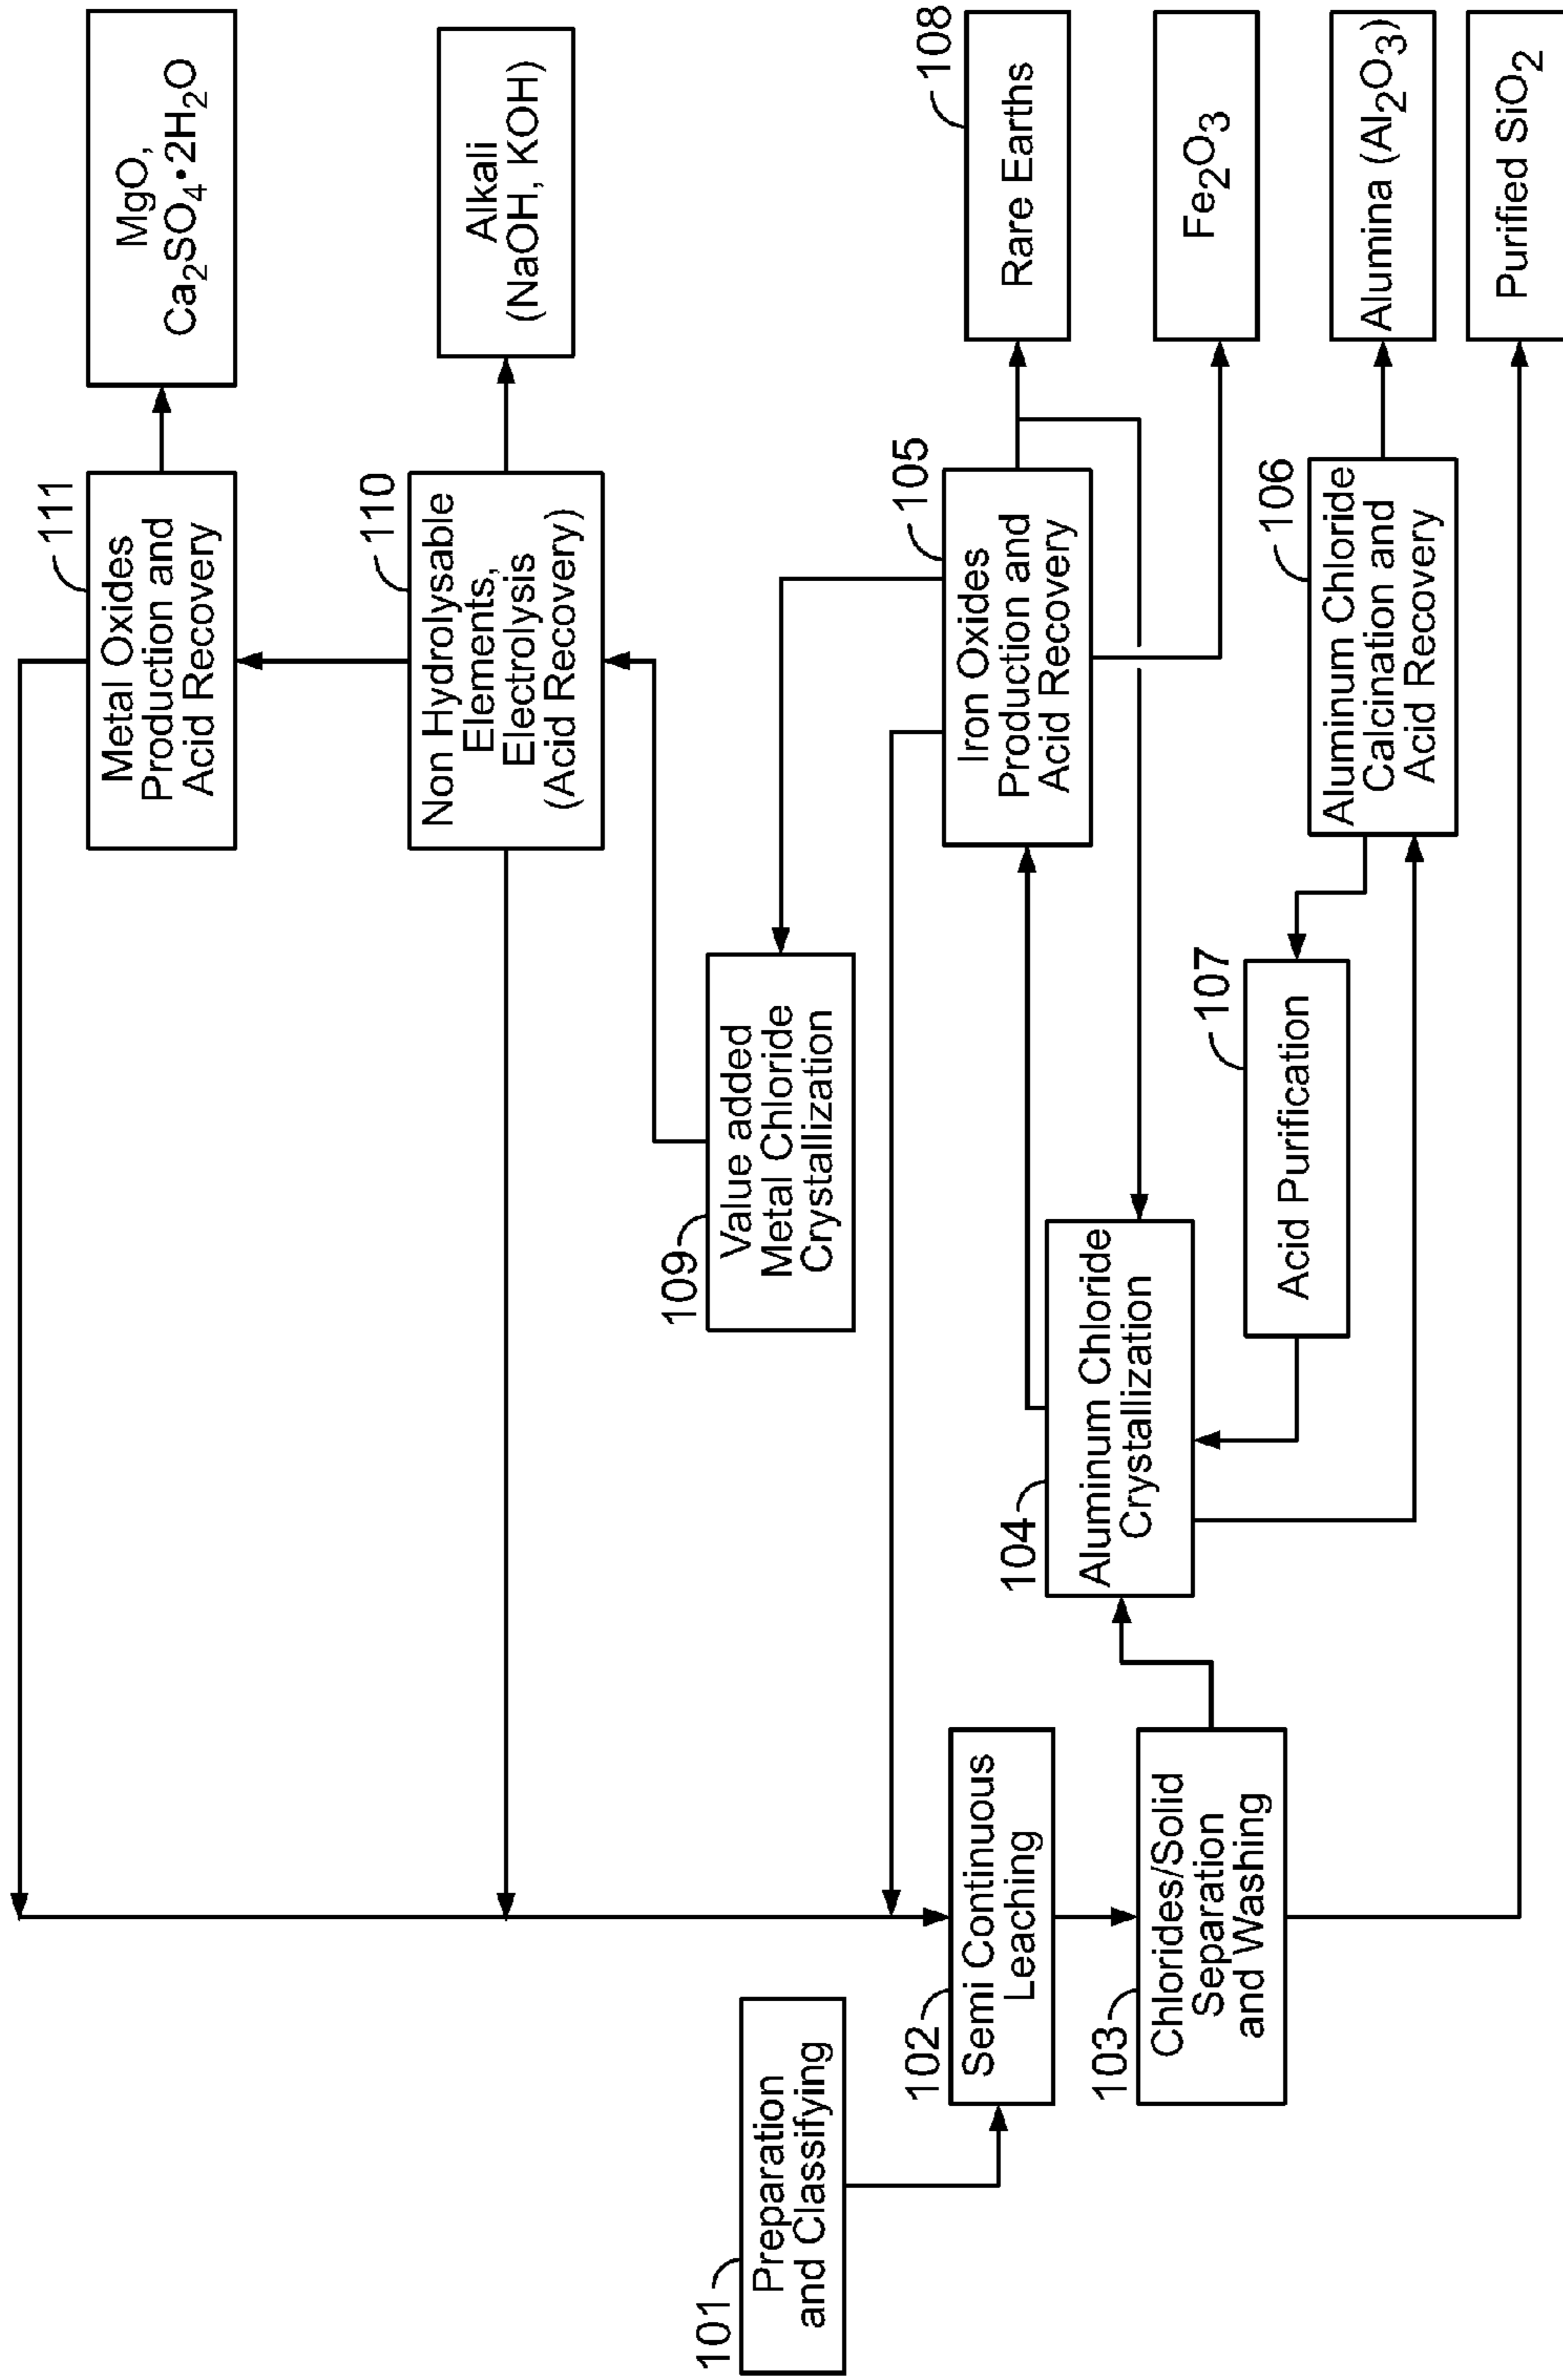 111
Metal Oxides
Production and
Acid Recovery
MgO,
Ca₂SO₄•2H₂O
110
Non Hydrolysable
Elements,
Electrolysis
(Acid Recovery)
Alkali
(NaOH, KOH)
109
Value added
Metal Chloride
Crystallization
101
Preparation
and Classifying
102
Semi Continuous
Leaching
105
Iron Oxides
Production and
Acid Recovery
108
Rare Earths
103
Chlorides/Solid
Separation
and Washing
104
Aluminum Chloride
Crystallization
Fe₂O₃
107
Acid Purification
106
Aluminum Chloride
Calcination and
Acid Recovery
Alumina (Al₂O₃)
Purified SiO₂